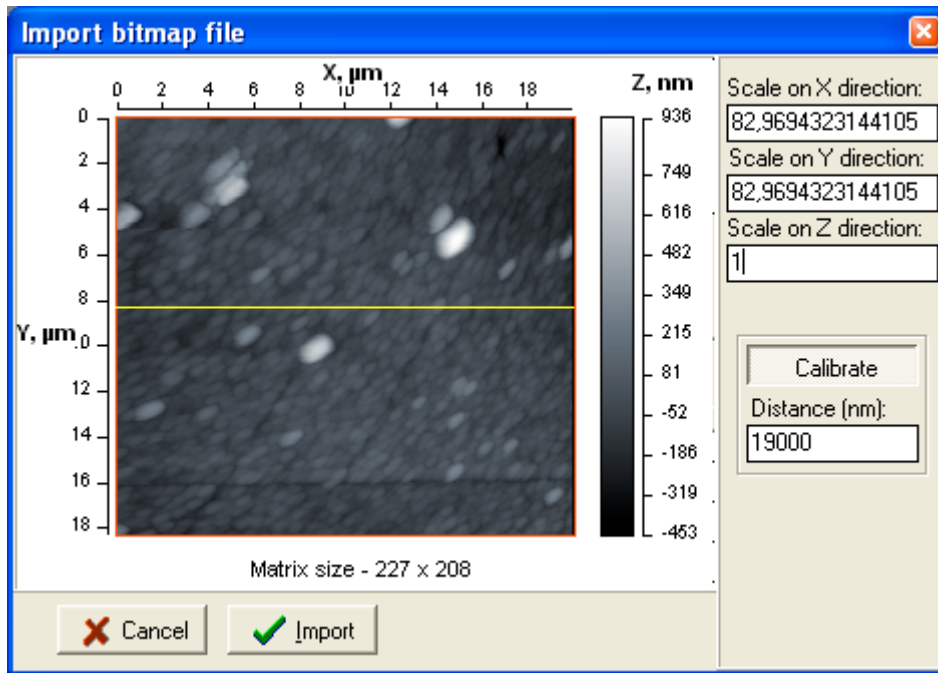 Import bitmap file
X, µm
0 2 4 6 8 10 12 14 16 18
Z, nm
0
2
4
6
8
Y, µm
.0
12
14
16
18
936
749
616
482
349
215
81
-52
-186
-319
-453
Matrix size - 227 x 208
Scale on X direction:
82,9694323144105
Scale on Y direction:
82,9694323144105
Scale on Z direction:
1
Calibrate
Distance (nm):
19000
Cancel
Import